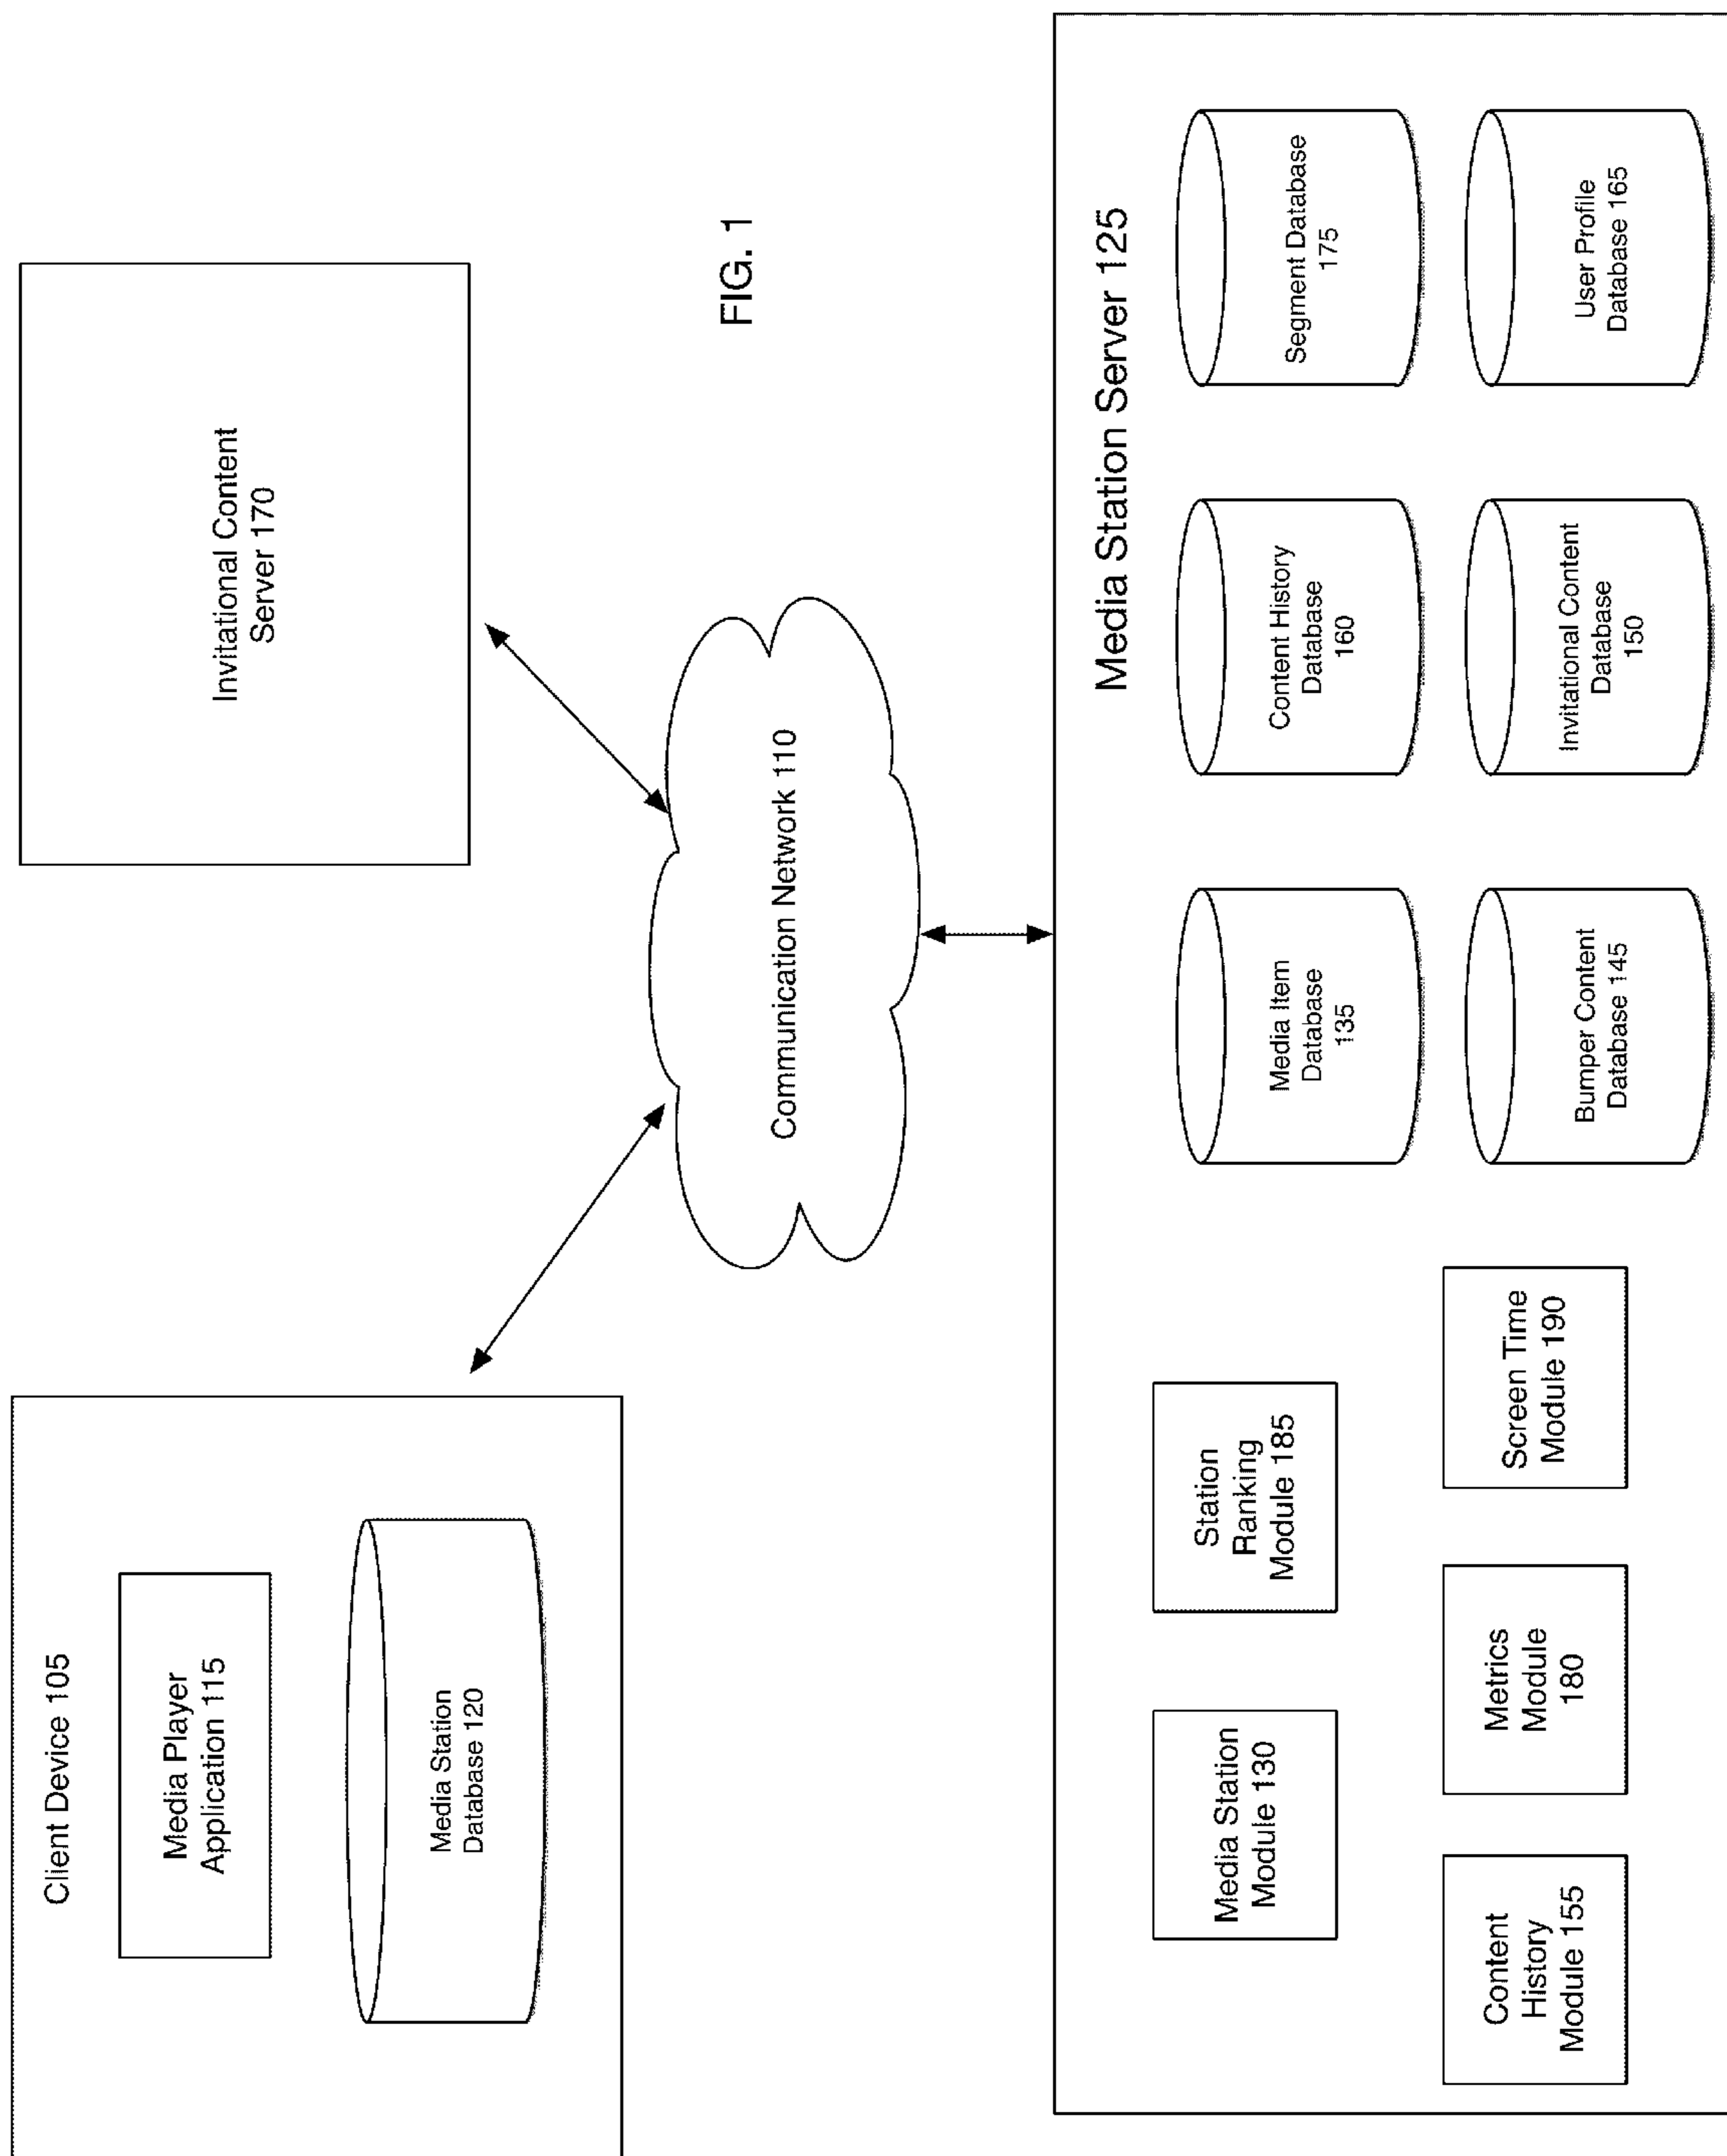 Client Device 105
Media Player
Application 115
Media Station
Database 120
Invitational Content
Server 170
Communication Network 110
FIG. 1
Media Station Server 125
Media Station
Module 130
Station
Ranking
Module 185
Content
History
Module 155
Metrics
Module
180
Screen Time
Module 190
Media Item
Database
135
Content History
Database
160
Segment Database
175
Bumper Content
Database 145
Invitational Content
Database
150
User Profile
Database 165